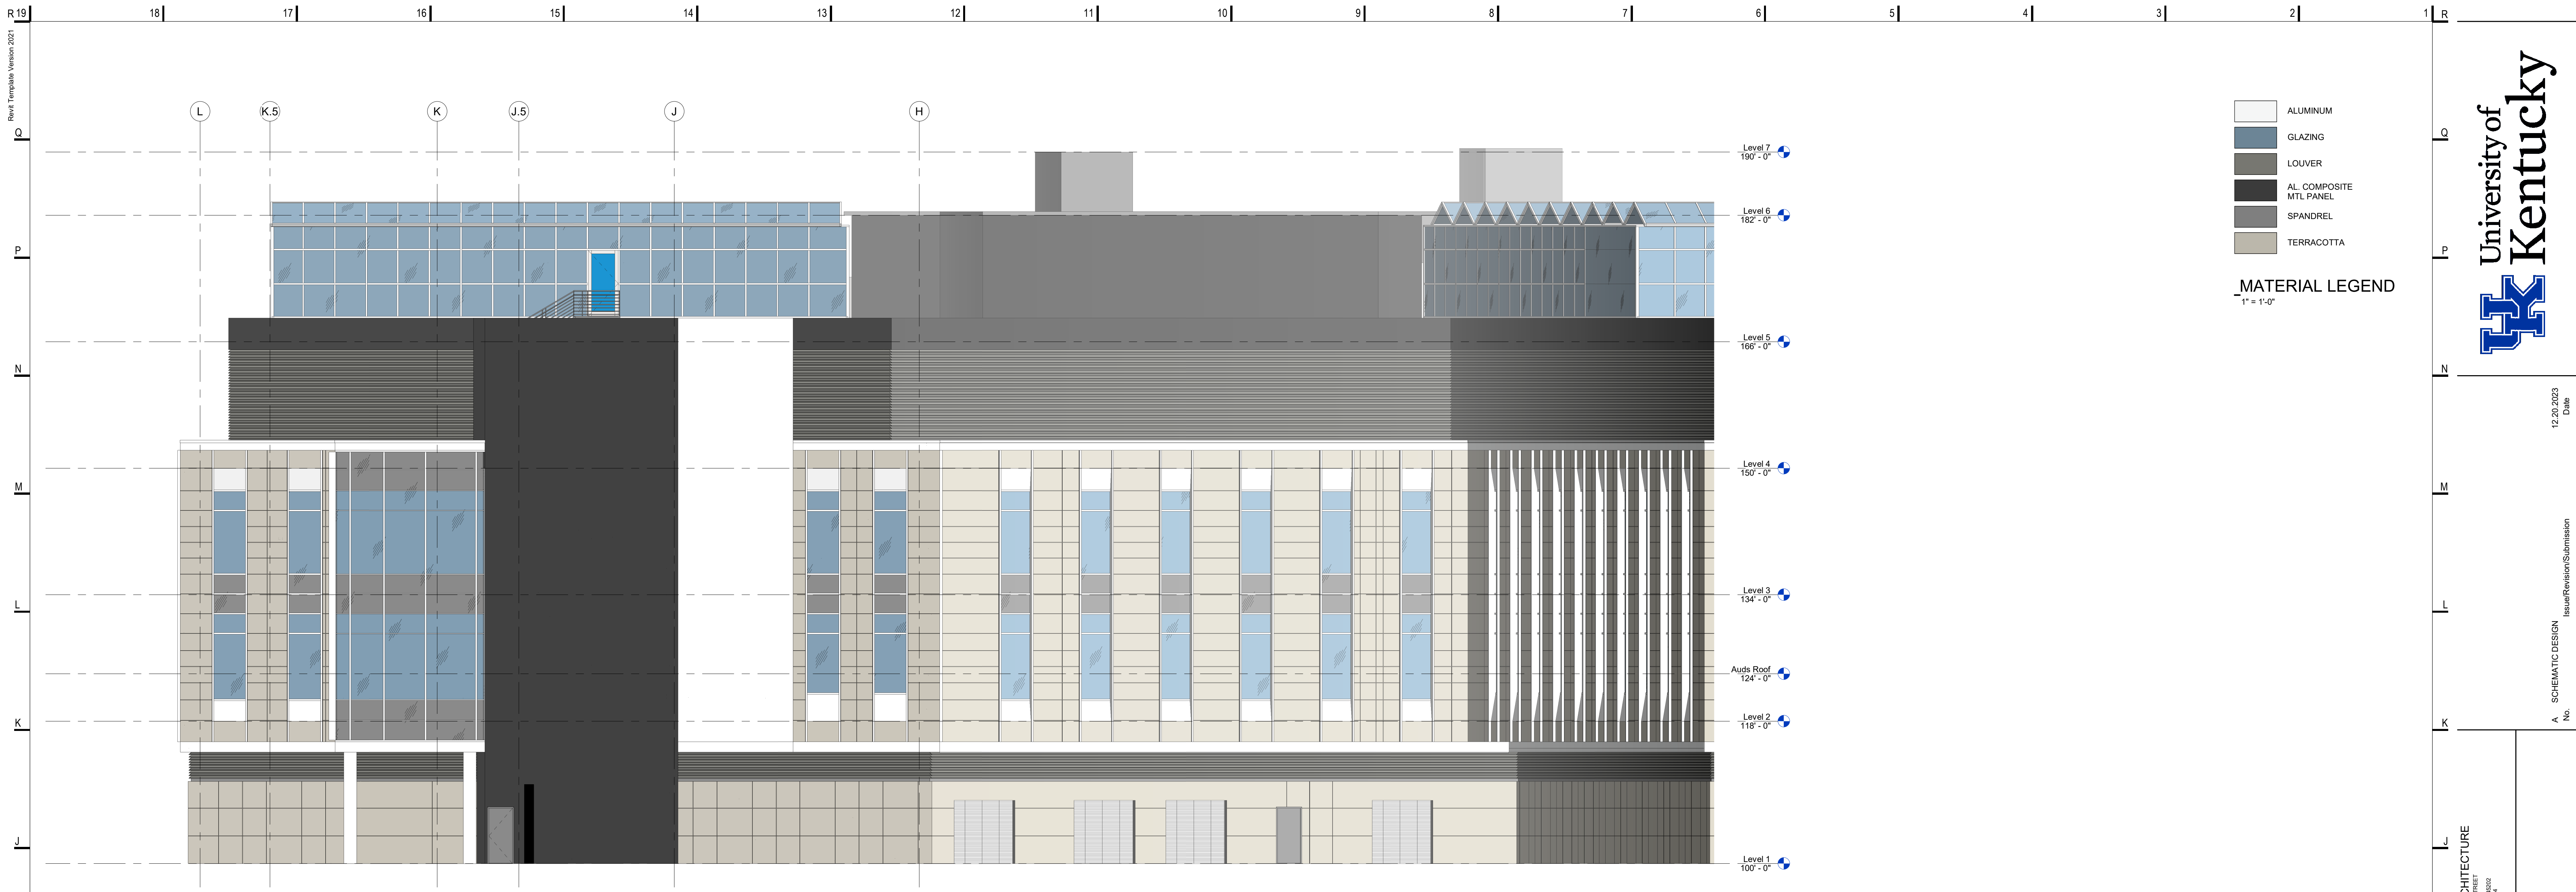 R 19 18 17 16 15 14 13 12 11 10 9 8 7 6 5 4 3 2 1 R
Revit Template Version 2021
L K.5 K J.5 J H
Q
P
N
M
L
K
J
Level 7
190' - 0"
Level 6
182' - 0"
Level 5
166' - 0"
Level 4
150' - 0"
Level 3
134' - 0"
Auds Roof
124' - 0"
Level 2
118' - 0"
Level 1
100' - 0"
ALUMINUM
GLAZING
LOUVER
AL. COMPOSITE
MTL PANEL
SPANDREL
TERRACOTTA
MATERIAL LEGEND
1" = 1'-0"
Q
P
N
M
L
K
J
University of
Kentucky
UK
A SCHEMATIC DESIGN 12.20.2023
No. Issue/Revision/Submission Date